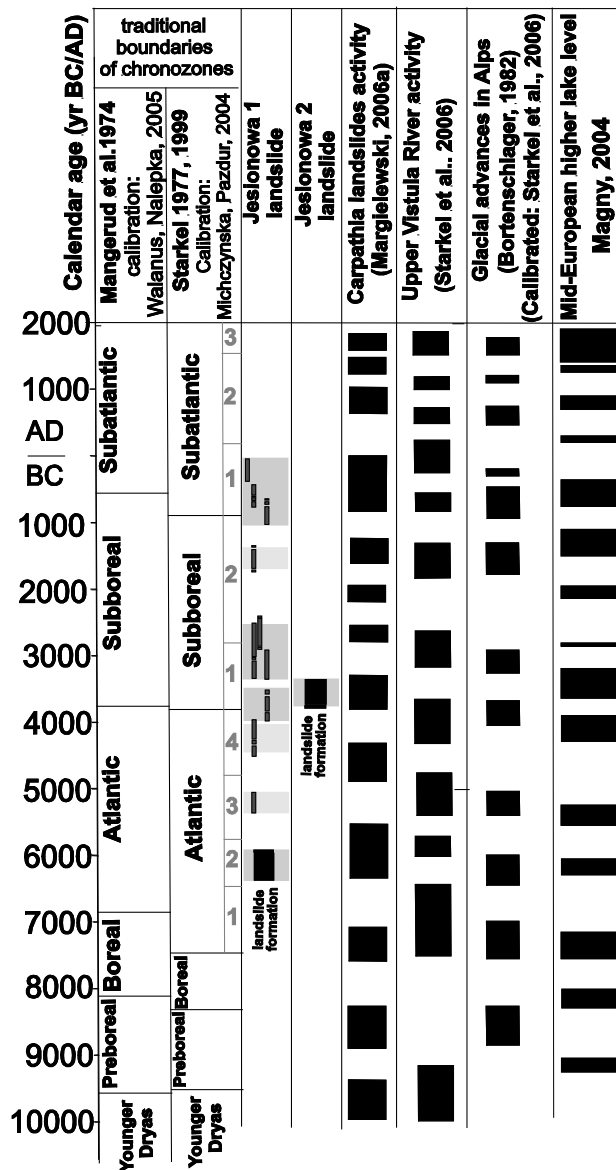 traditional
boundaries
of chronozones
Calendar age (yr BC/AD)
Mangerud et al.1974
calibration:
Walanus, Nalepka, 2005
Starkel 1977, 1999
Calibration:
Michczynska, Pazdur, 2004
Jesionowa 1
landslide
Jesionowa 2
landslide
Carpathia landslides activity
(Margielewski, 2006a)
Upper Vistula River activity
(Starkel et al.. 2006)
Glacial advances in Alps
(Bortenschlager, 1982)
(Calibrated: Starkel et al., 2006)
Mid-European higher lake level
Magny, 2004
2000
1000
AD
BC
1000
2000
3000
4000
5000
6000
7000
8000
9000
10000
Subatlantic
Subboreal
Atlantic
Boreal
Preboreal
Younger
Dryas
Subatlantic
Subboreal
Atlantic
Boreal
Preboreal
Younger
Dryas
3
2
1
2
1
4
3
2
1
landslide
formation
landslide
formation